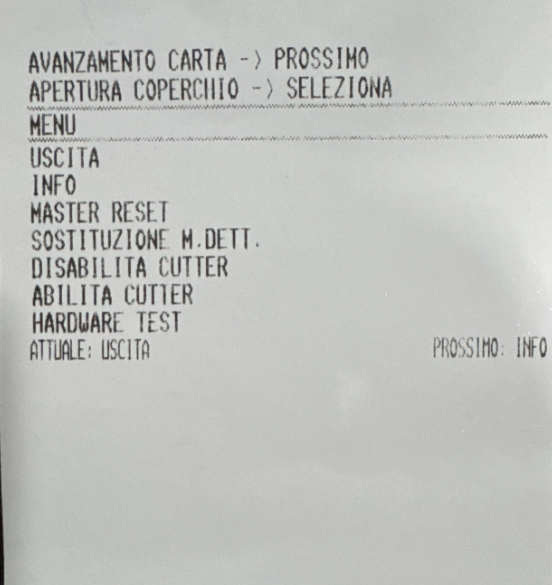 AVANZAMENTO CARTA -> PROSSIMO
APERTURA COPERCHIO -> SELEZIONA
MENU
USCITA
INFO
MASTER RESET
SOSTITUZIONE M.DETT.
DISABILITA CUTTER
ABILITA CUTTER
HARDWARE TEST
ATTUALE: USCITA PROSSIMO: INFO